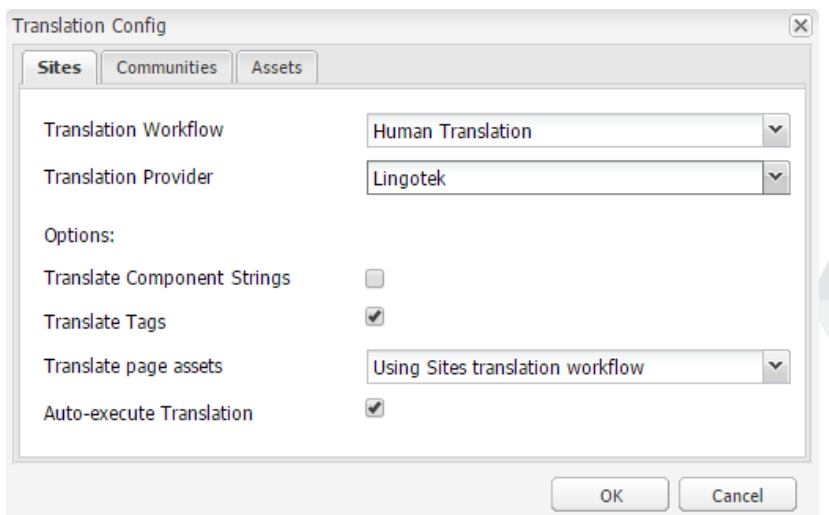 Translation Config
Sites Communities Assets
Translation Workflow Human Translation
Translation Provider Lingotek
Options:
Translate Component Strings
Translate Tags
Translate page assets Using Sites translation workflow
Auto-execute Translation
OK Cancel